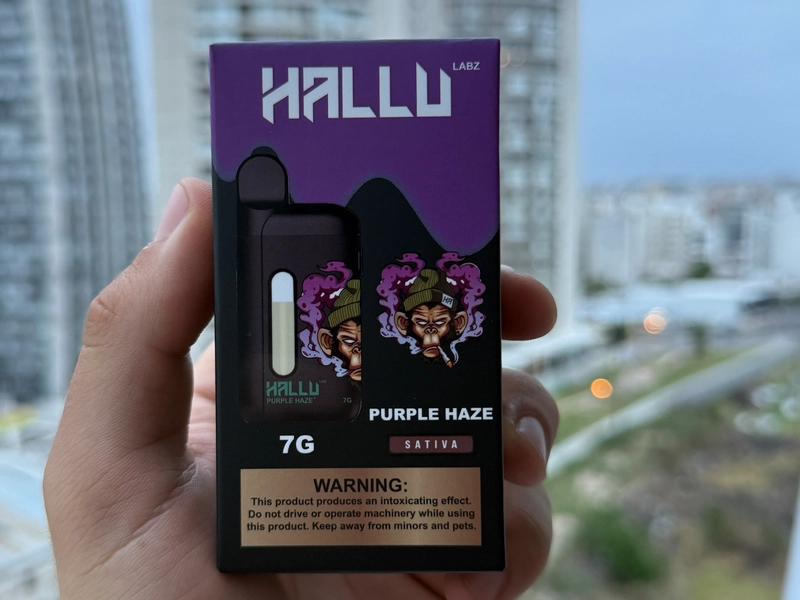 HALLU LABZ
HALLU
PURPLE HAZE
7G
PURPLE HAZE
7G
SATIVA
WARNING:
This product produces an intoxicating effect.
Do not drive or operate machinery while using
this product. Keep away from minors and pets.